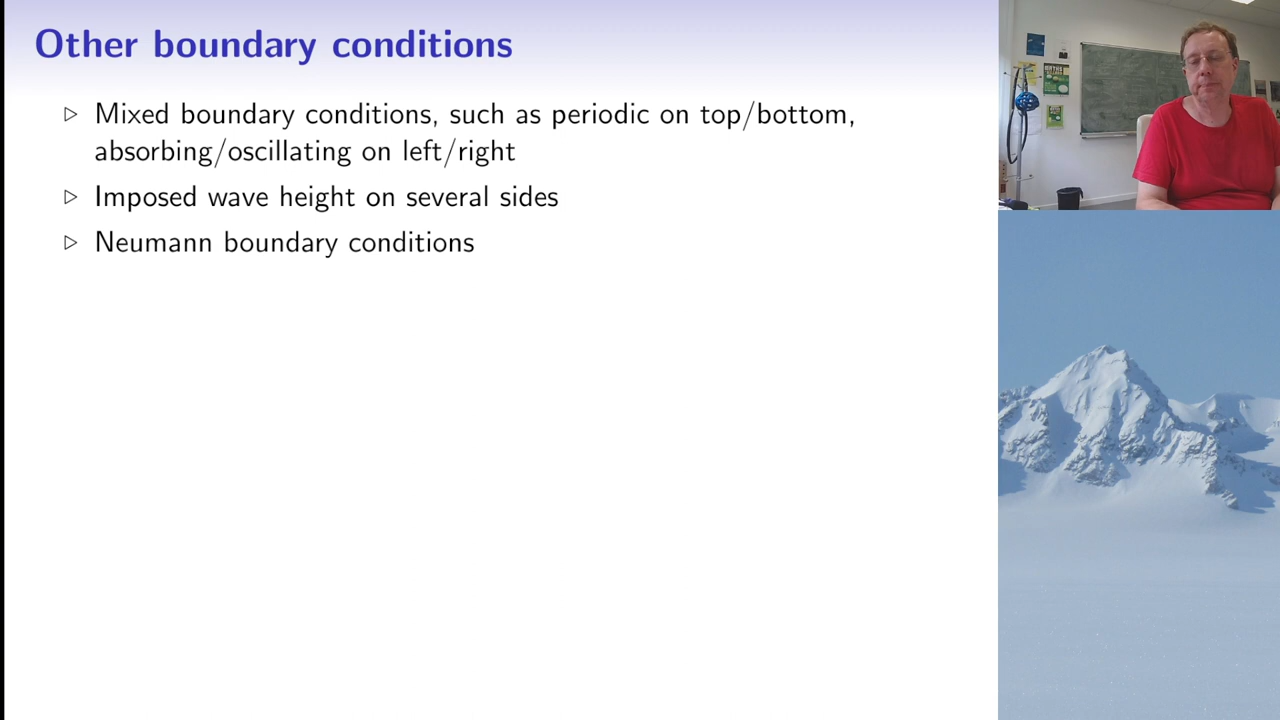 Other boundary conditions
▷ Mixed boundary conditions, such as periodic on top/bottom,
absorbing/oscillating on left/right
▷ Imposed wave height on several sides
▷ Neumann boundary conditions